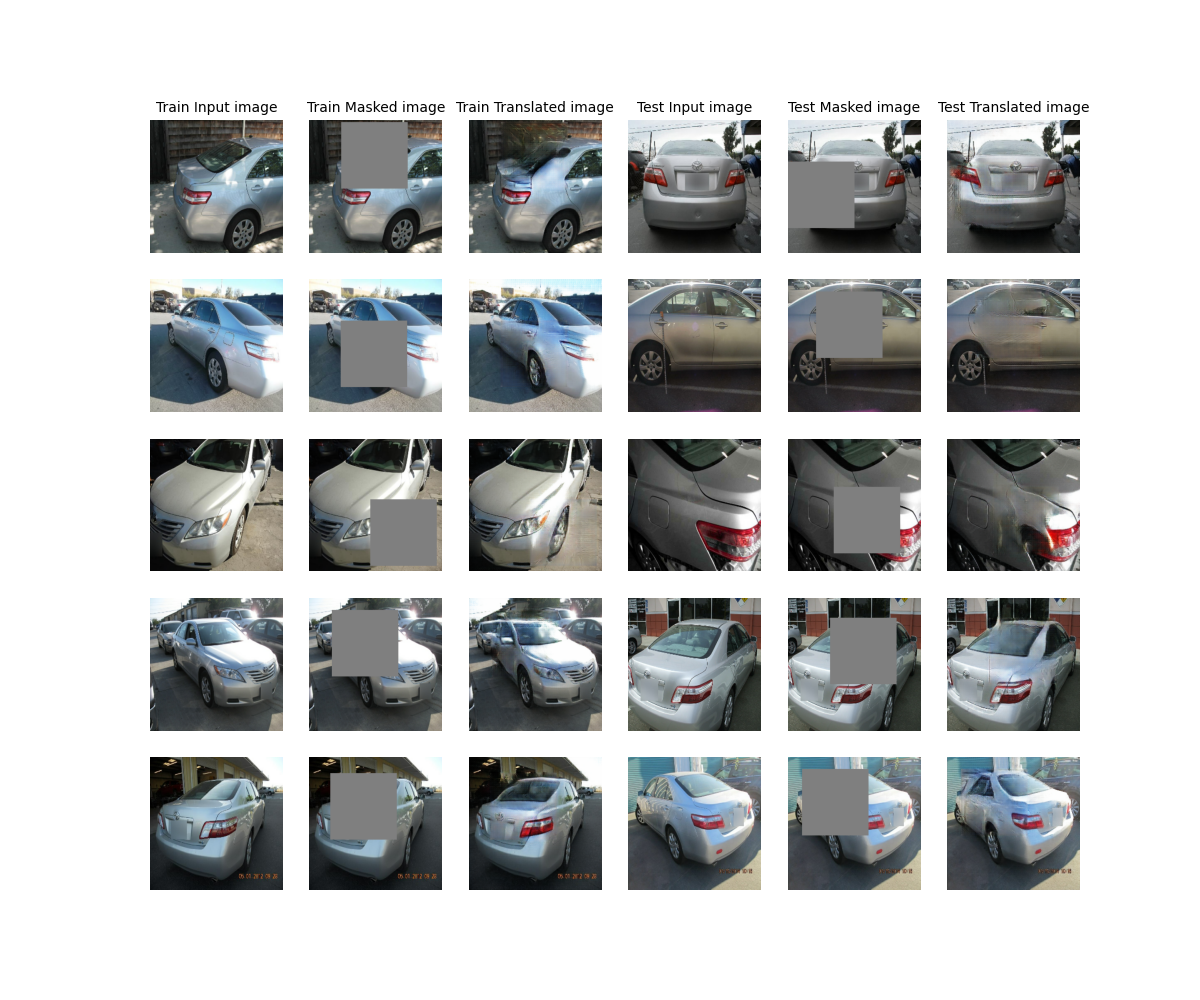 Train Input image
Train Masked image
Train Translated image
Test Input image
Test Masked image
Test Translated image